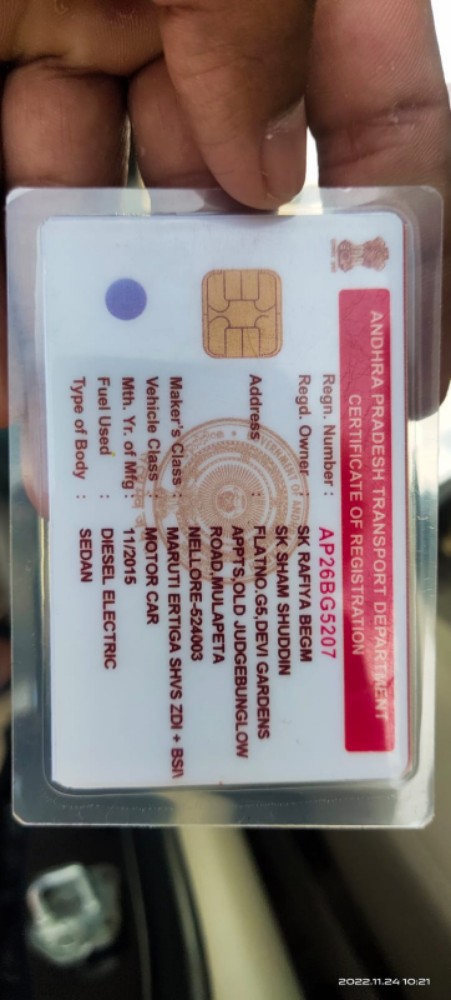 ANDHRA PRADESH TRANSPORT DEPARTMENT
CERTIFICATE OF REGISTRATION
Regn. Number : AP26BG5207
Regd. Owner : SK RAFIYA BEGM
SK SHAM SHUDDIN
Address : FLATNO.G5,DEVI GARDENS
APPTS,OLD JUDGEBUNGLOW
ROAD,MULAPETA
NELLORE-524003
Maker's Class : MARUTI ERTIGA SHVS ZDI + BSIV
Vehicle Class : MOTOR CAR
Mth. Yr. of Mfg : 11/2015
Fuel Used : DIESEL ELECTRIC
Type of Body : SEDAN
2022.11.24 10:21